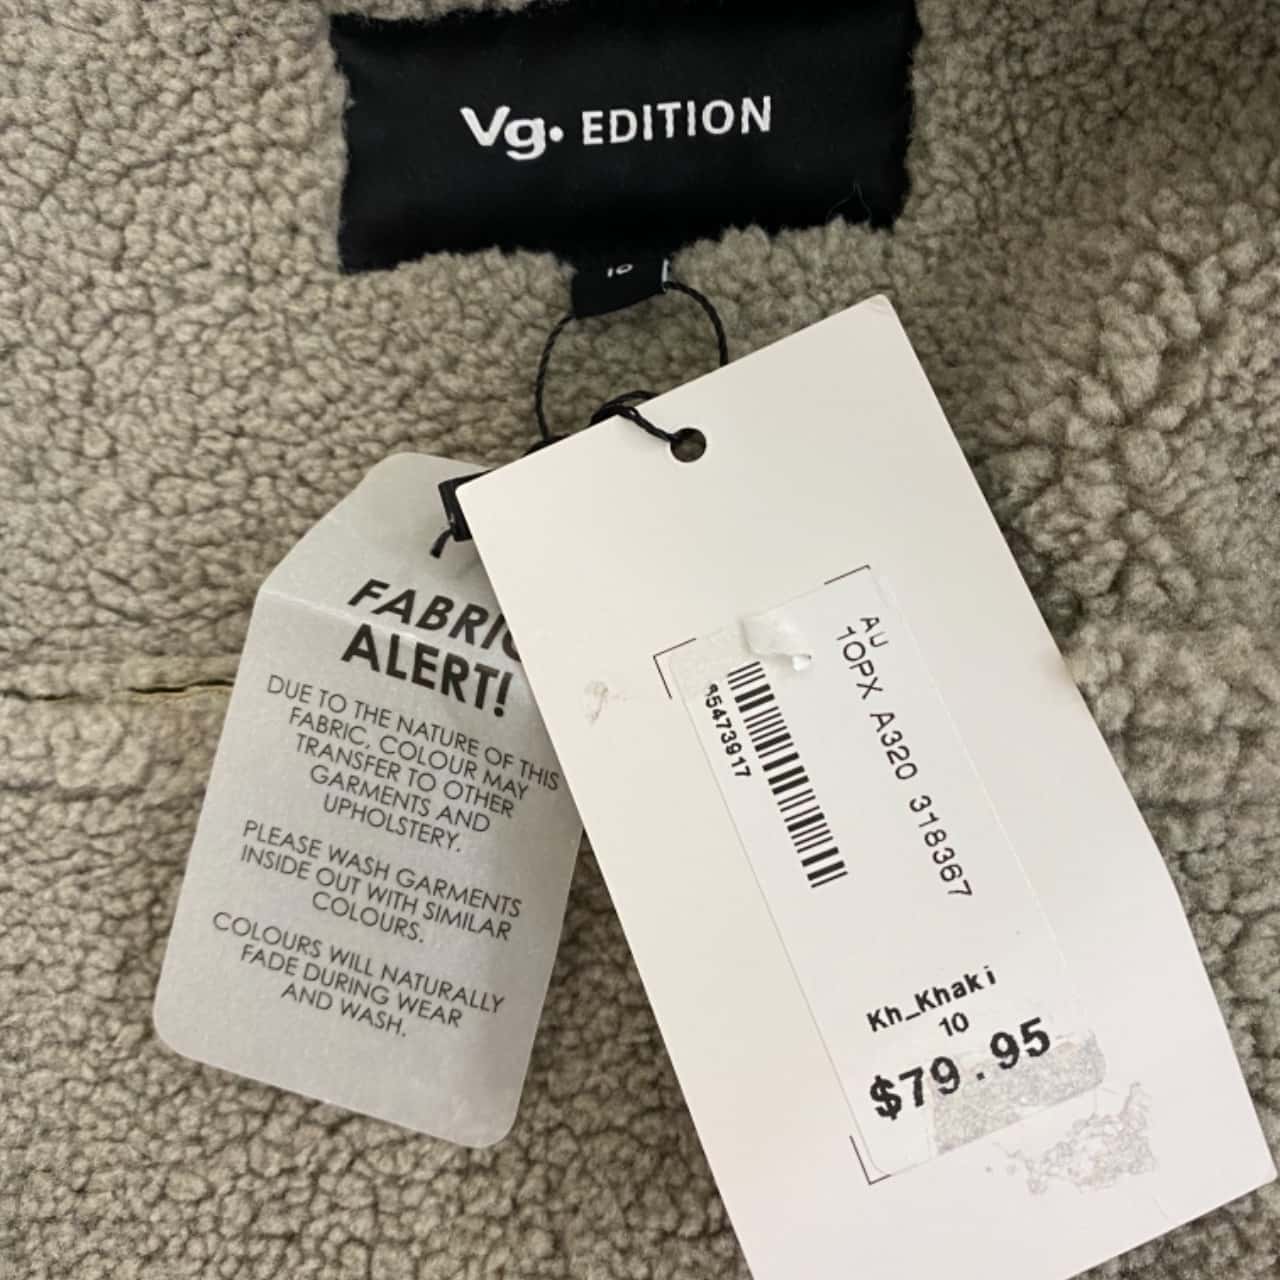 Vg. EDITION
10
FABRIC
ALERT!
DUE TO THE NATURE OF THIS
FABRIC, COLOUR MAY
TRANSFER TO OTHER
GARMENTS AND
UPHOLSTERY.
PLEASE WASH GARMENTS
INSIDE OUT WITH SIMILAR
COLOURS.
COLOURS WILL NATURALLY
FADE DURING WEAR
AND WASH.
AU
10PX A320 318367
35473917
Kh_Khaki
10
$79.95